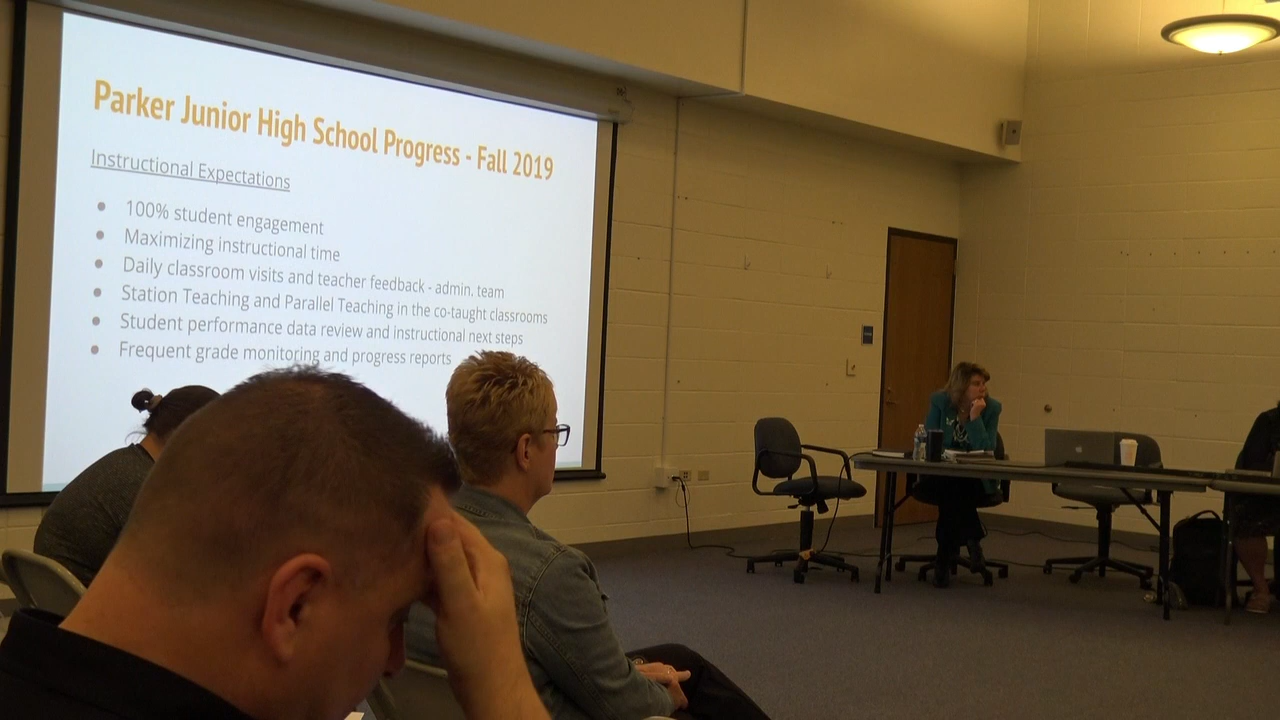 Parker Junior High School Progress - Fall 2019
Instructional Expectations
● 100% student engagement
● Maximizing instructional time
● Daily classroom visits and teacher feedback - admin. team
● Station Teaching and Parallel Teaching in the co-taught classrooms
● Student performance data review and instructional next steps
● Frequent grade monitoring and progress reports